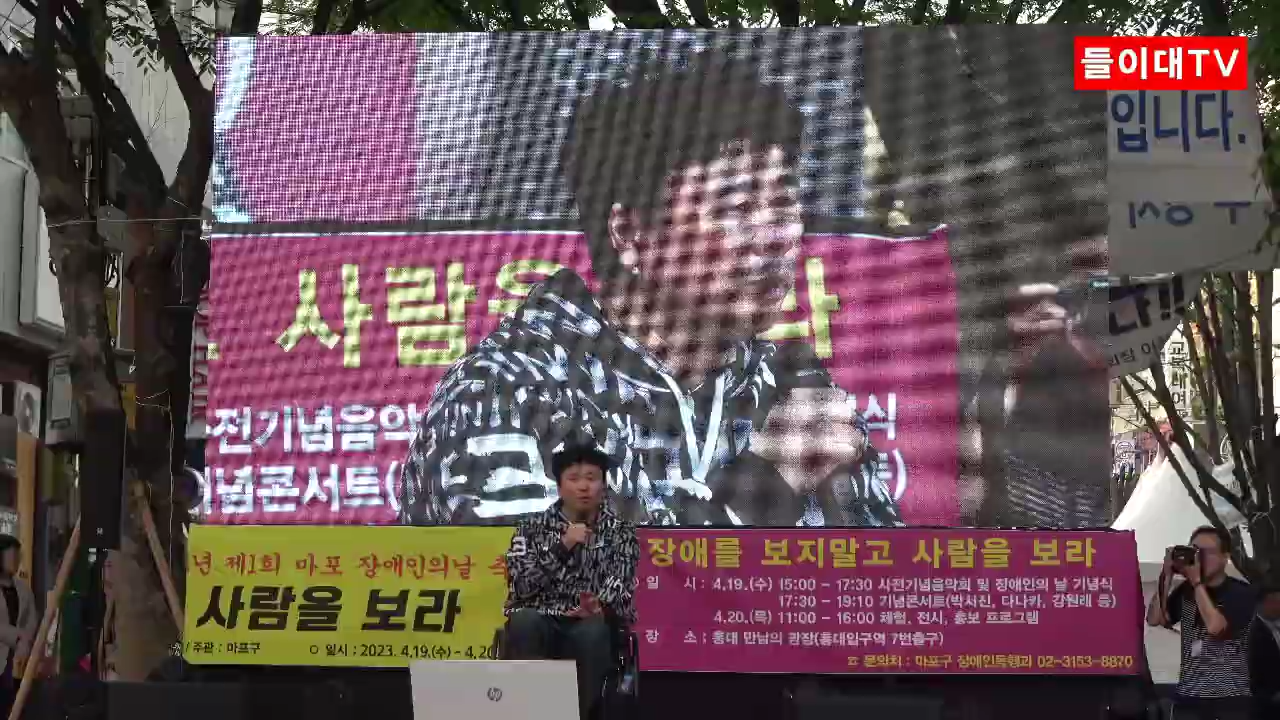 들이대TV
입니다.
사람을
라
전기념음악
식
념콘서트(
)
년 제1회 마포 장애인의날 축
사람을 보라
/ 주관 : 마포구 ○ 일시 : 2023. 4.19.(수) - 4.20
장애를 보지말고 사람을 보라
일 시 : 4.19.(수) 15:00 - 17:30 사전기념음악회 및 장애인의 날 기념식
17:30 - 19:10 기념콘서트(박사진, 다나카, 강원래 등)
4.20.(목) 11:00 - 16:00 체험, 전시, 홍보 프로그램
장 소 : 홍대 만남의 광장(홍대입구역 7번출구)
※ 문의처 : 마포구 장애인동행과 02-3153-8870
hp